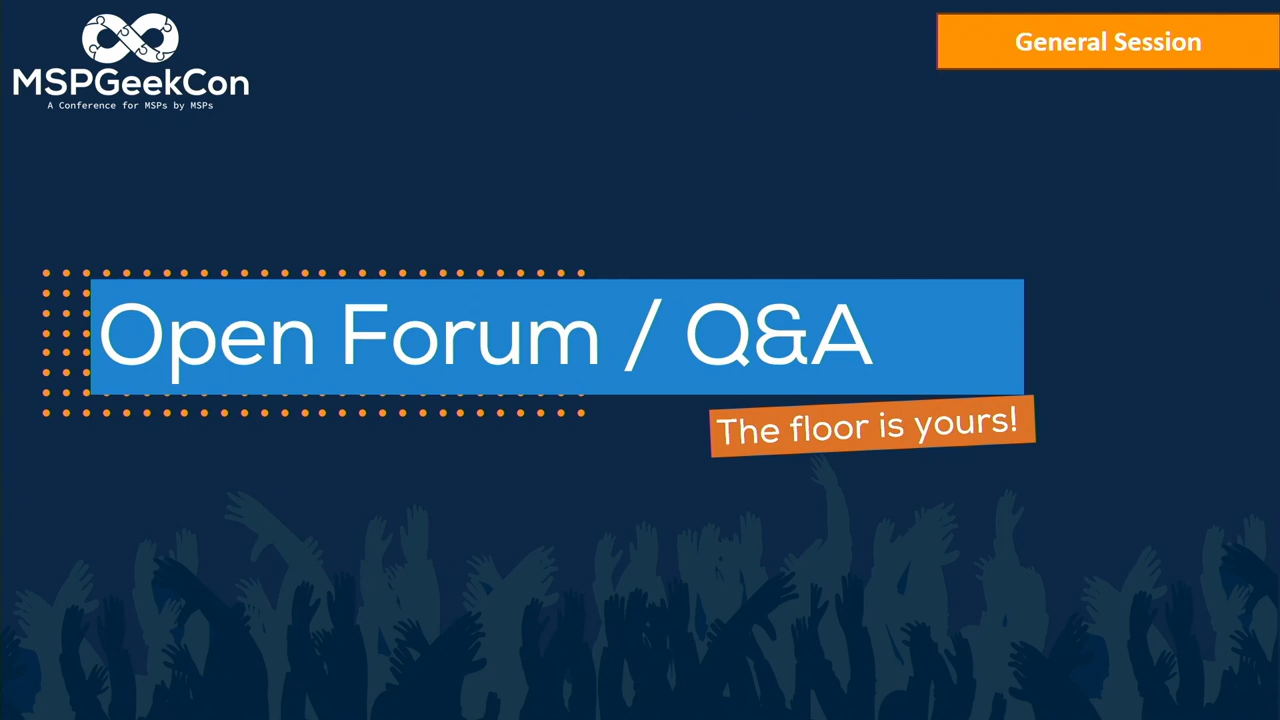 MSPGeekCon
A Conference for MSPs by MSPs
General Session
Open Forum / Q&A
The floor is yours!